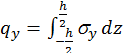 q_y = ∫_{-h/2}^{h/2} σ_y dz